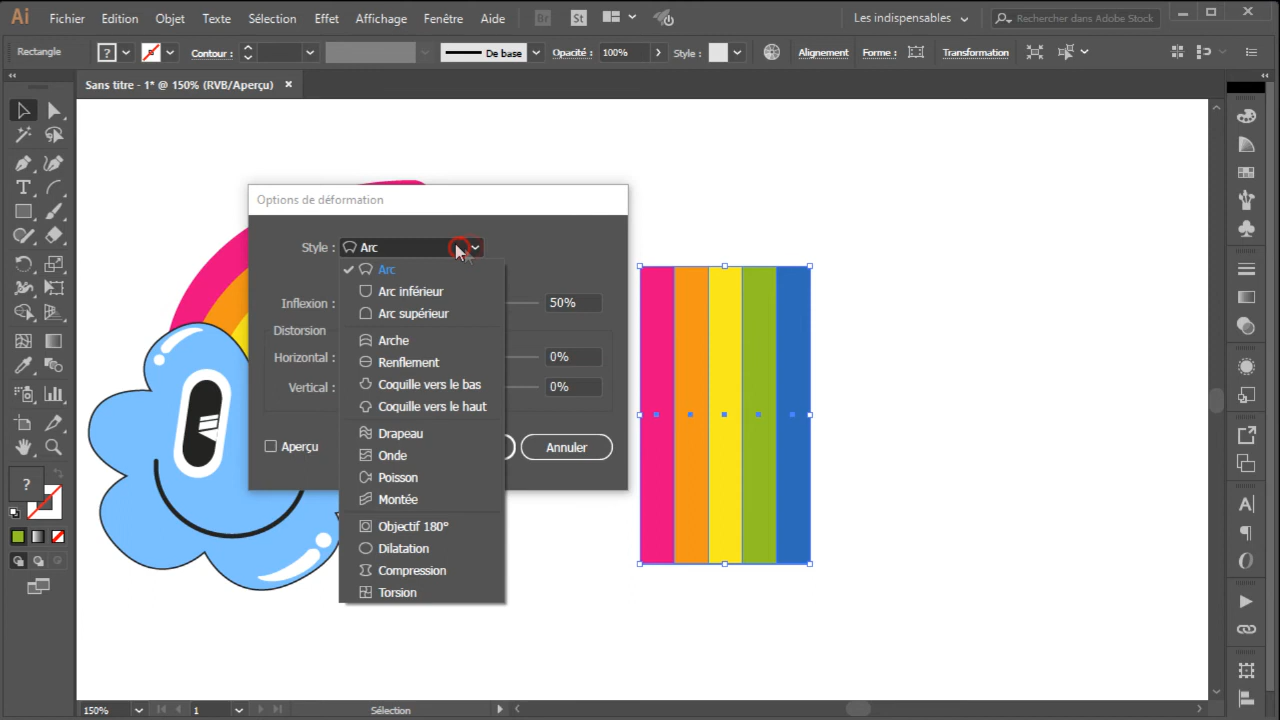 Ai Fichier Edition Objet Texte Sélection Effet Affichage Fenêtre Aide Br St Les indispensables Rechercher dans Adobe Stock
Rectangle ? Contour : De base Opacité : 100% Style : Alignement Forme : Transformation
Sans titre - 1* @ 150% (RVB/Aperçu)
Options de déformation
Style : Arc
Arc
Arc inférieur
Inflexion : 50%
Arc supérieur
Distorsion
Arche
Horizontal : 0%
Renflement
Vertical : 0%
Coquille vers le bas
Coquille vers le haut
Drapeau
Aperçu
Annuler
Onde
Poisson
Montée
Objectif 180°
Dilatation
Compression
Torsion
?
150% 1 Sélection